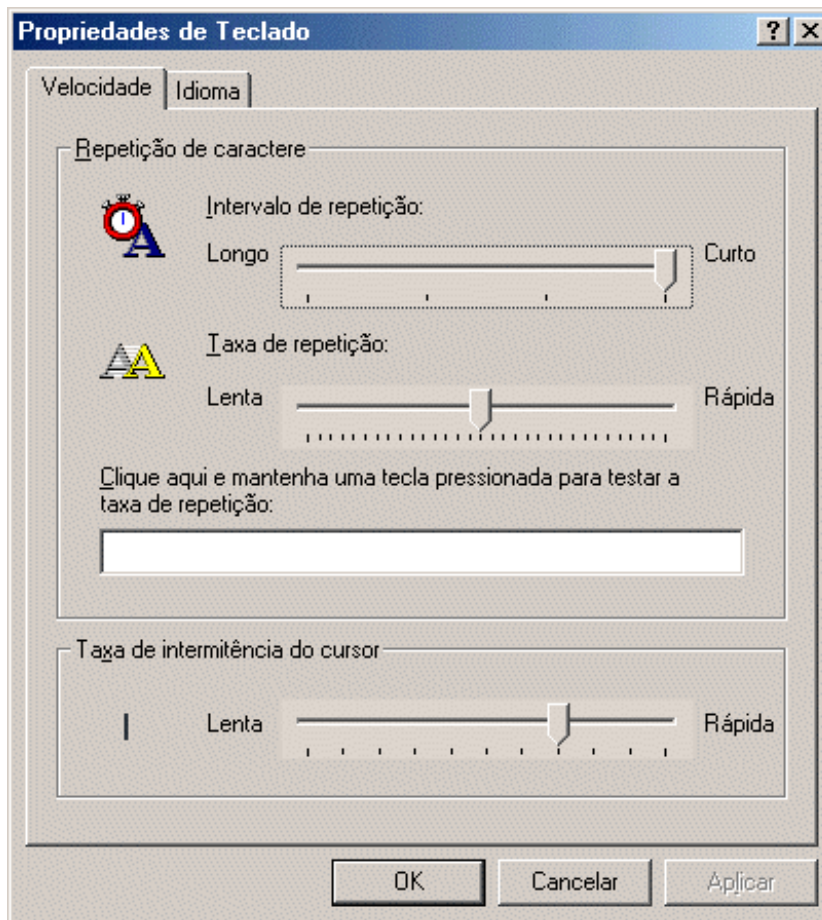 Propriedades de Teclado
Velocidade Idioma
Repetição de caractere
Intervalo de repetição:
Longo Curto
Taxa de repetição:
Lenta Rápida
Clique aqui e mantenha uma tecla pressionada para testar a
taxa de repetição:
Taxa de intermitência do cursor
Lenta Rápida
OK Cancelar Aplicar